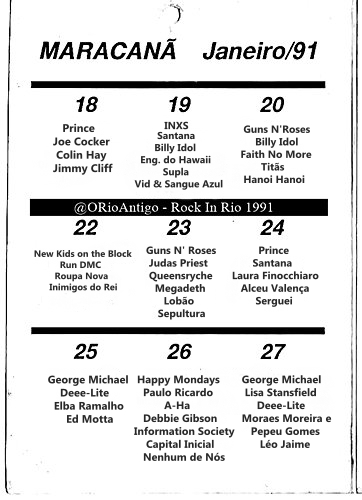 MARACANÃ Janeiro/91
18
Prince
Joe Cocker
Colin Hay
Jimmy Cliff
19
INXS
Santana
Billy Idol
Eng. do Hawaii
Supla
Vid & Sangue Azul
20
Guns N'Roses
Billy Idol
Faith No More
Titãs
Hanoi Hanoi
@ORioAntigo - Rock In Rio 1991
22
New Kids on the Block
Run DMC
Roupa Nova
Inimigos do Rei
23
Guns N' Roses
Judas Priest
Queensryche
Megadeth
Lobão
Sepultura
24
Prince
Santana
Laura Finocchiaro
Alceu Valença
Serguei
25
George Michael
Deee-Lite
Elba Ramalho
Ed Motta
26
Happy Mondays
Paulo Ricardo
A-Ha
Debbie Gibson
Information Society
Capital Inicial
Nenhum de Nós
27
George Michael
Lisa Stansfield
Deee-Lite
Moraes Moreira e
Pepeu Gomes
Léo Jaime